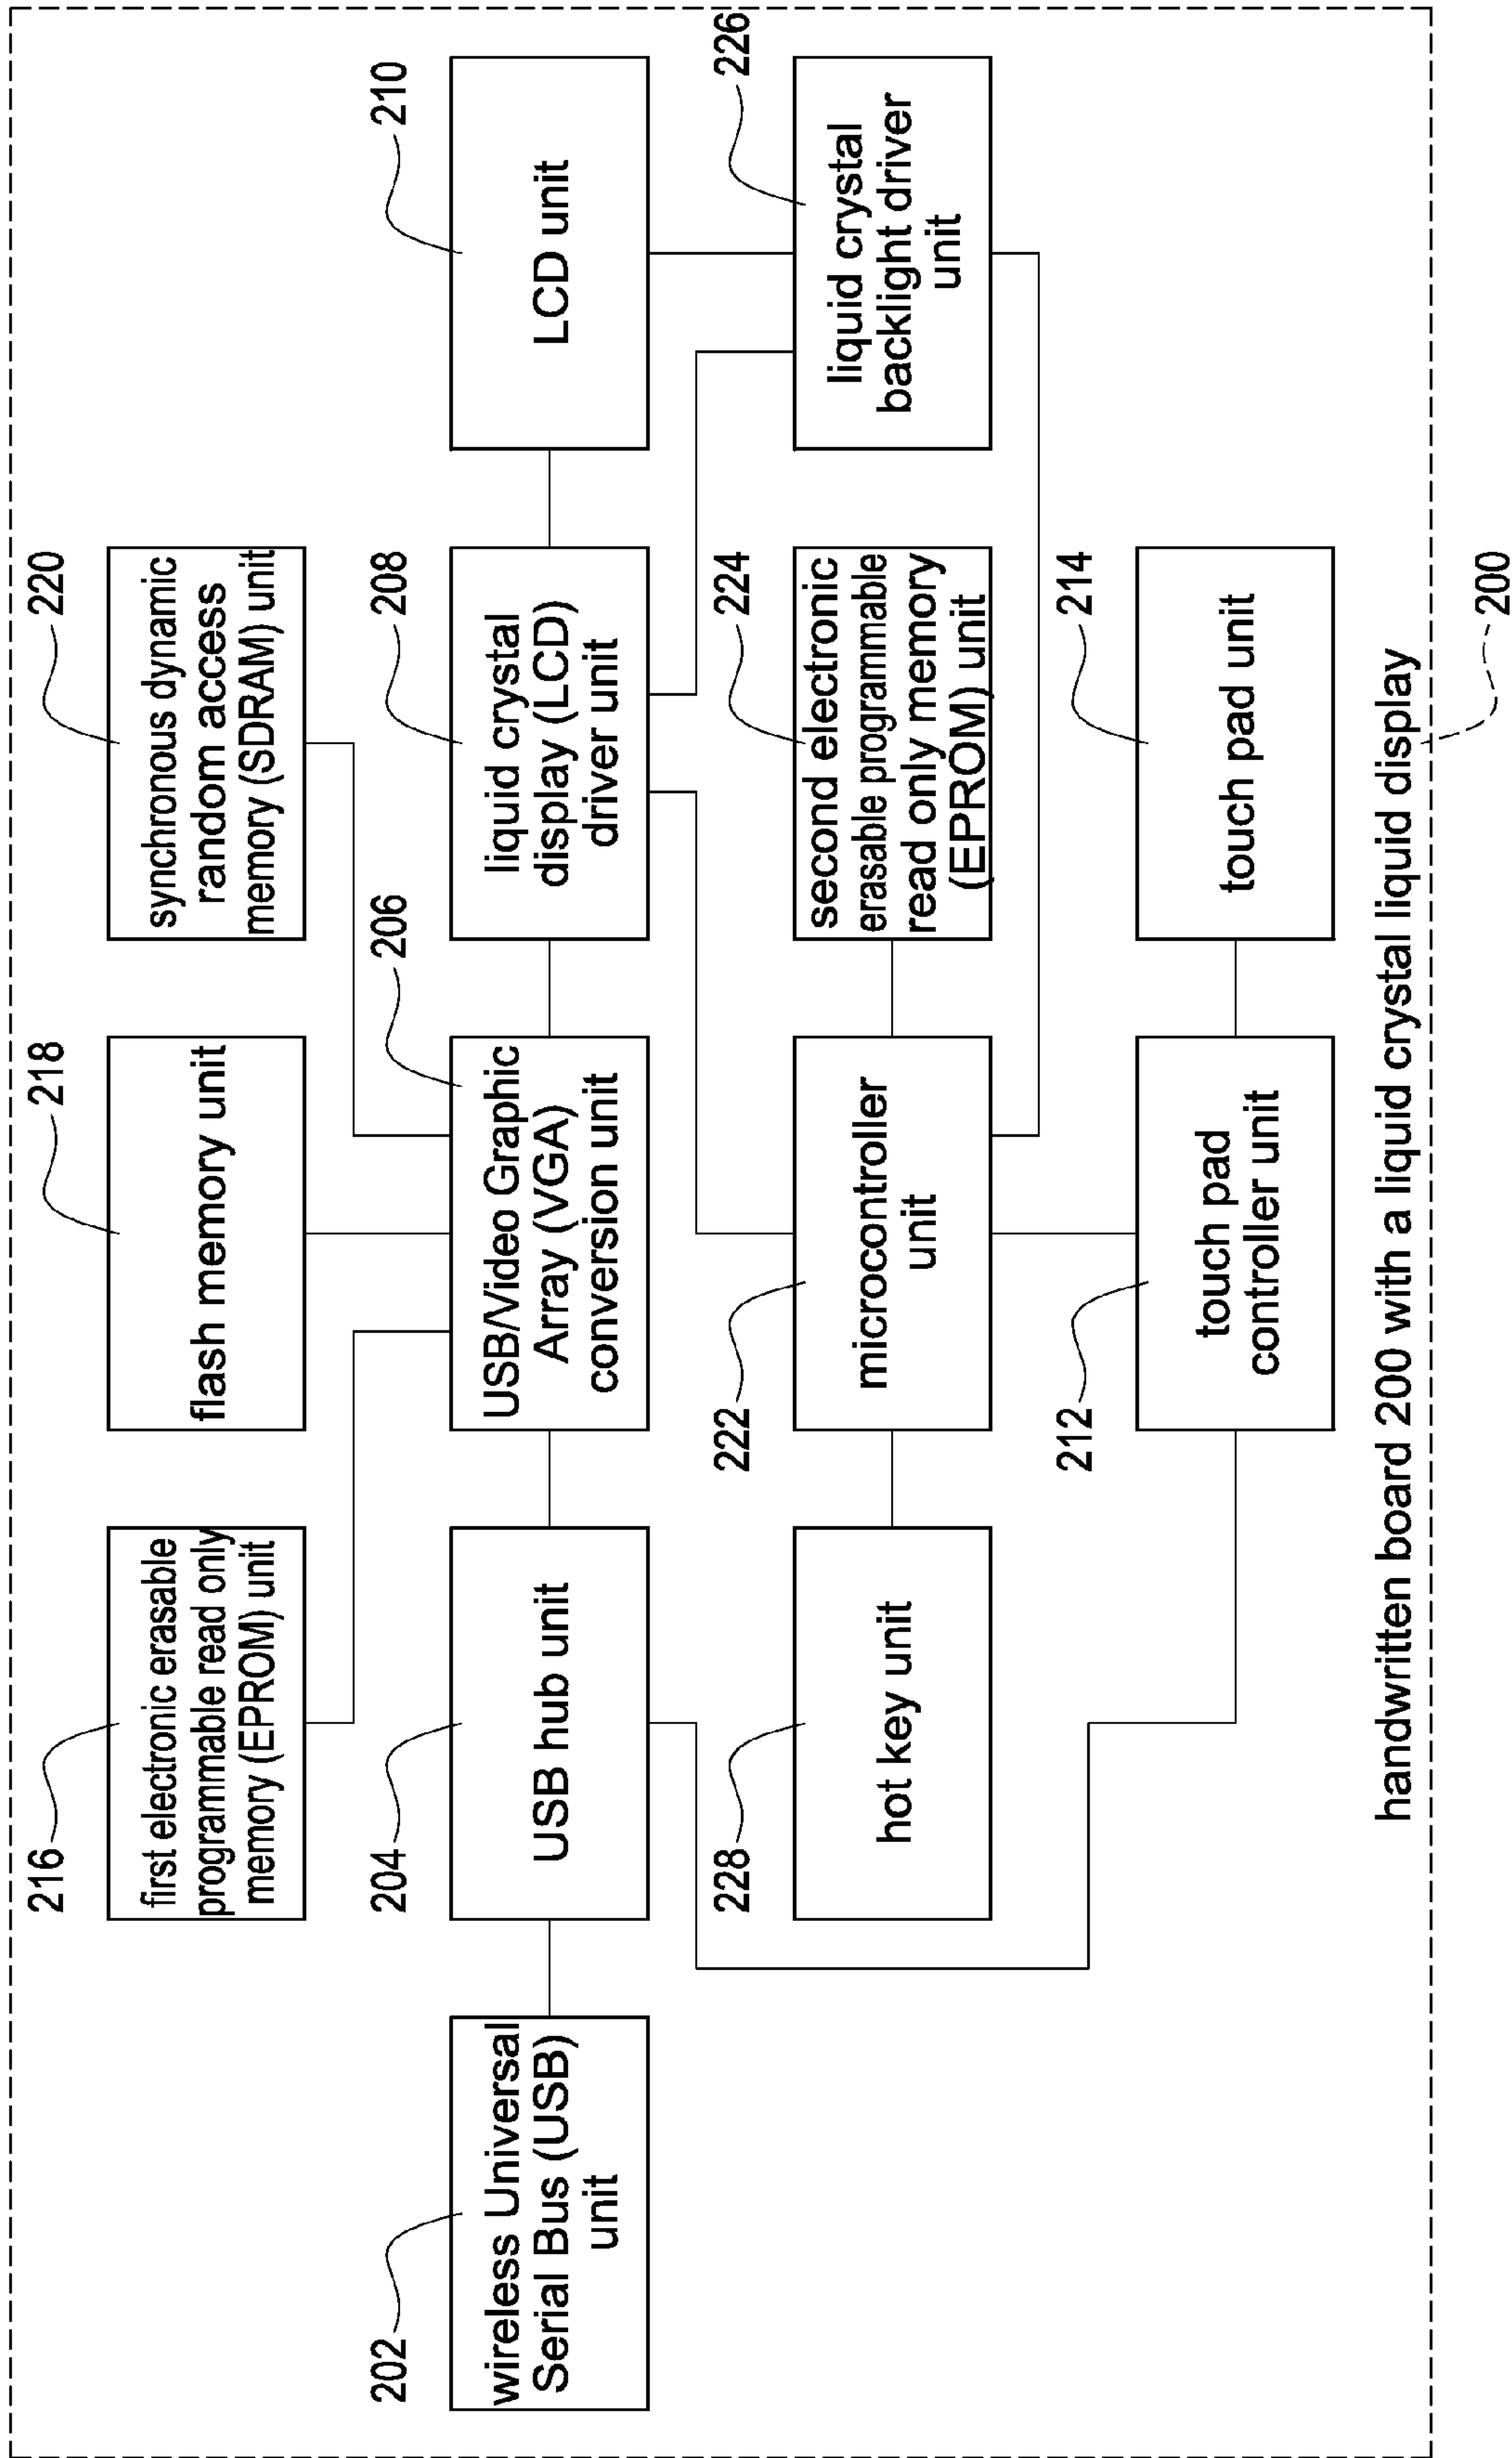 216
218
220
first electronic erasable
programmable read only
memory (EPROM) unit
flash memory unit
synchronous dynamic
random access
memory (SDRAM) unit
202
204
206
208
210
wireless Universal
Serial Bus (USB)
unit
USB hub unit
USB/Video Graphic
Array (VGA)
conversion unit
liquid crystal
display (LCD)
driver unit
LCD unit
228
222
224
226
hot key unit
microcontroller
unit
second electronic
erasable programmable
read only memory
(EPROM) unit
liquid crystal
backlight driver
unit
212
214
touch pad
controller unit
touch pad unit
handwritten board 200 with a liquid crystal liquid display
200